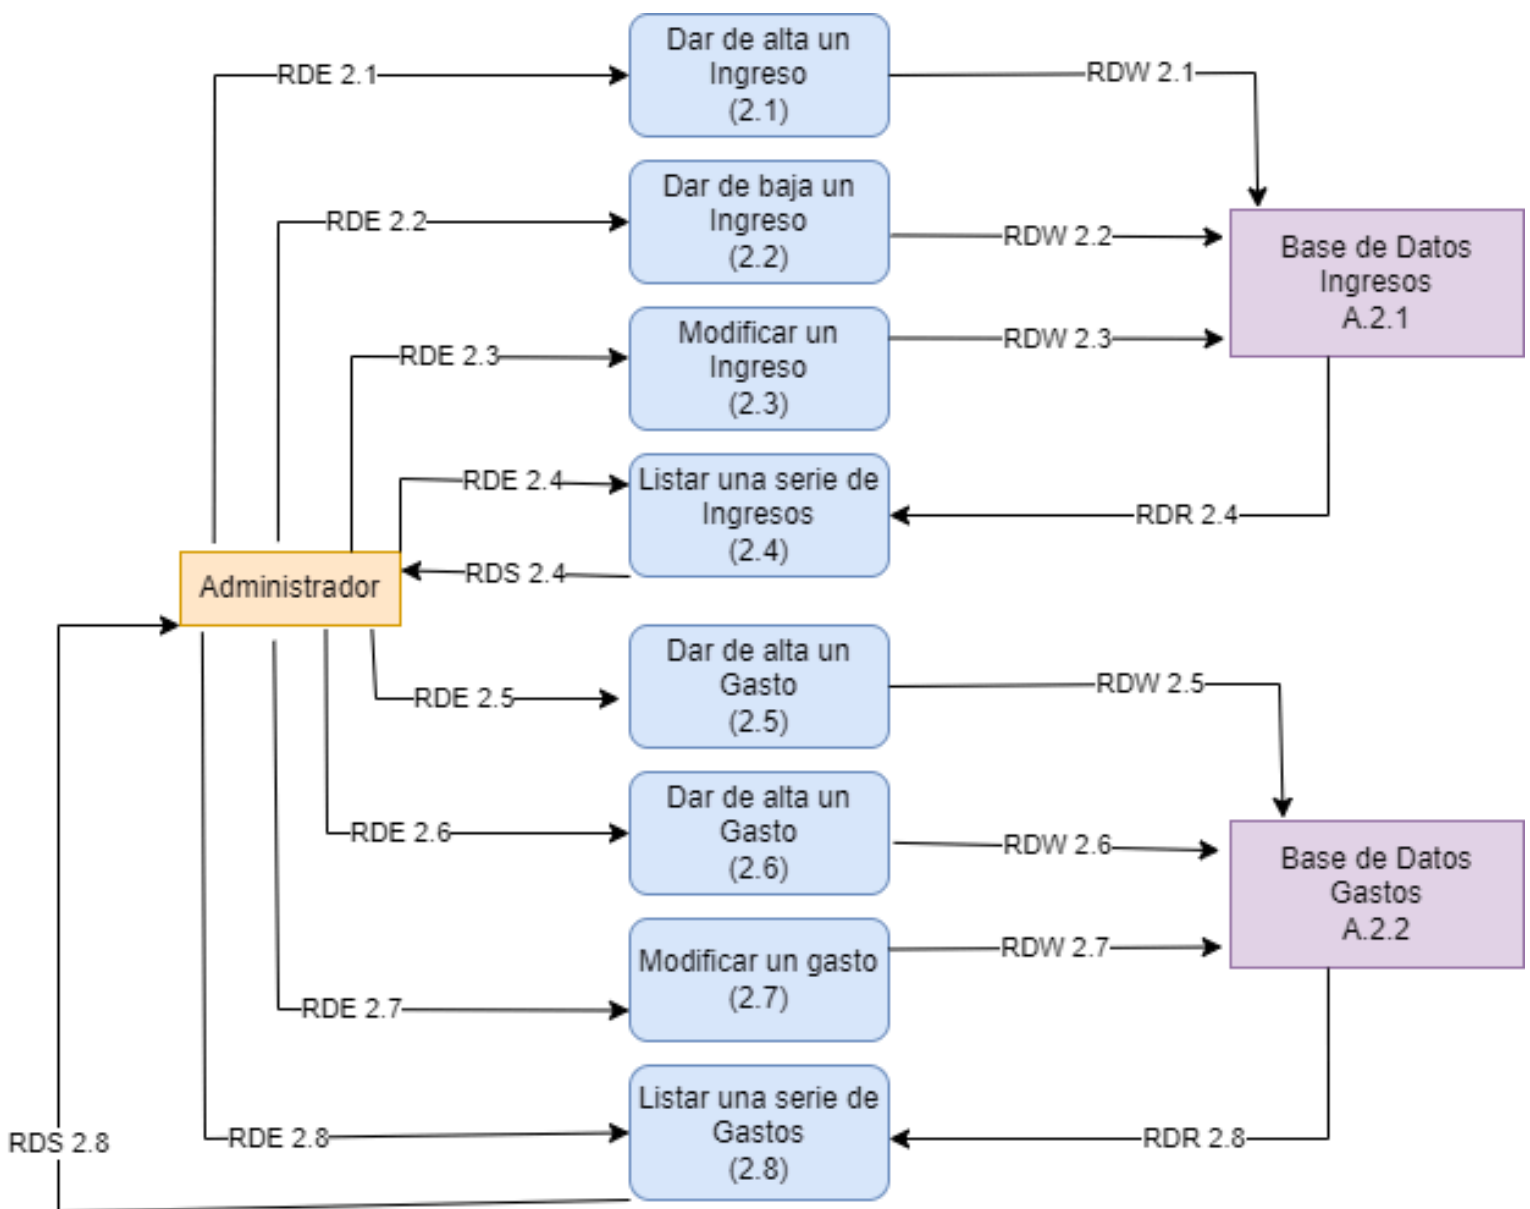 Dar de alta un
Ingreso
(2.1)
RDE 2.1
RDW 2.1
Dar de baja un
Ingreso
(2.2)
RDE 2.2
RDW 2.2
Base de Datos
Ingresos
A.2.1
Modificar un
Ingreso
(2.3)
RDE 2.3
RDW 2.3
Listar una serie de
Ingresos
(2.4)
RDE 2.4
RDR 2.4
RDS 2.4
Administrador
Dar de alta un
Gasto
(2.5)
RDE 2.5
RDW 2.5
Dar de alta un
Gasto
(2.6)
RDE 2.6
RDW 2.6
Base de Datos
Gastos
A.2.2
Modificar un gasto
(2.7)
RDE 2.7
RDW 2.7
Listar una serie de
Gastos
(2.8)
RDS 2.8
RDE 2.8
RDR 2.8